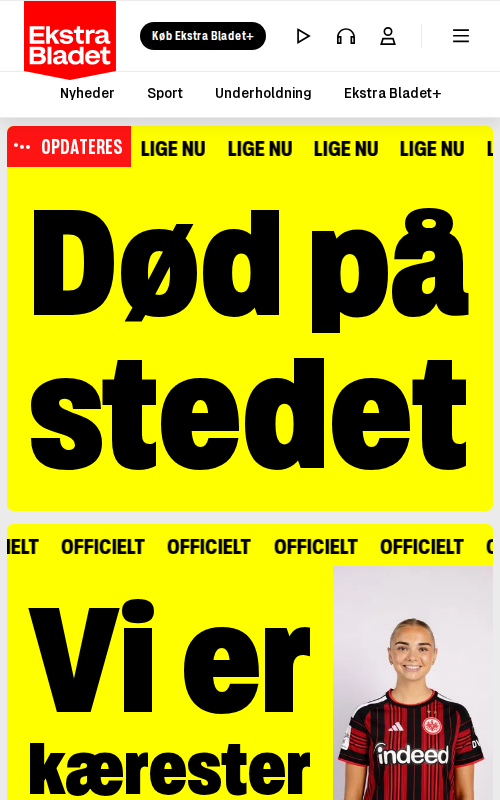 Ekstra
Bladet
Køb Ekstra Bladet+
Nyheder Sport Underholdning Ekstra Bladet+
OPDATERES LIGE NU LIGE NU LIGE NU LIGE NU L
Død på
stedet
IELT OFFICIELT OFFICIELT OFFICIELT OFFICIELT O
Vi er
kærester
indeed